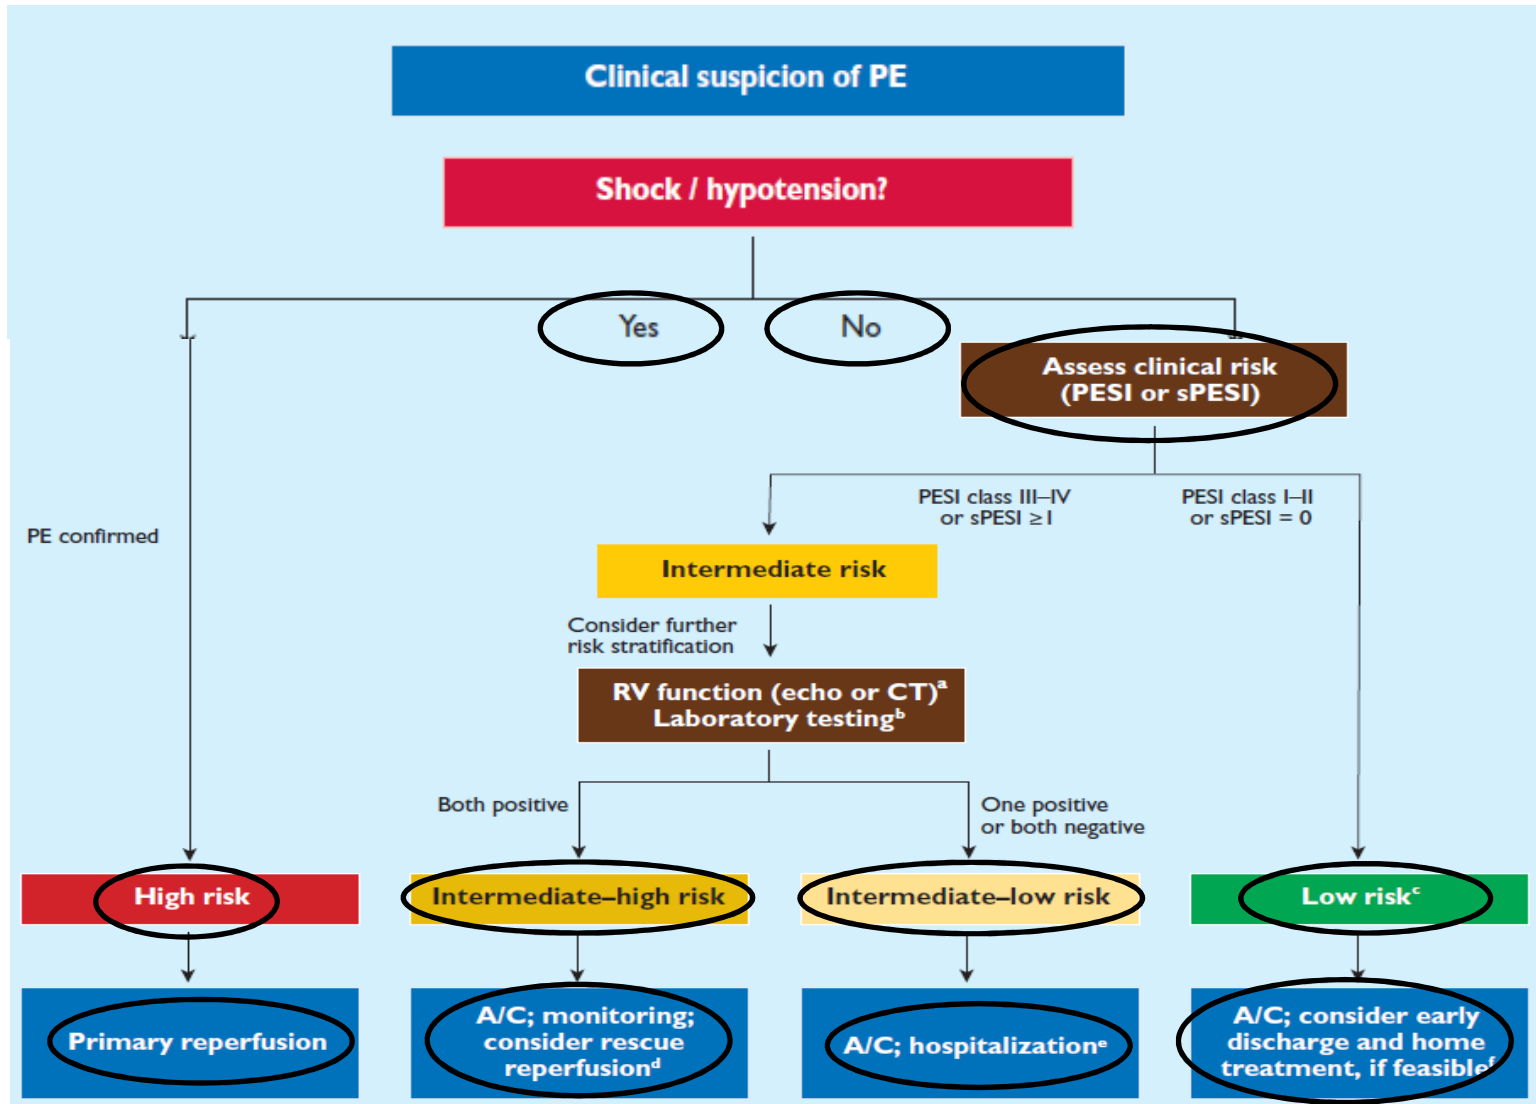 Clinical suspicion of PE
Shock / hypotension?
Yes
No
Assess clinical risk
(PESI or sPESI)
PESI class III–IV
or sPESI ≥1
PESI class I–II
or sPESI = 0
PE confirmed
Intermediate risk
Consider further
risk stratification
RV function (echo or CT)ᵃ
Laboratory testingᵇ
Both positive
One positive
or both negative
High risk
Intermediate–high risk
Intermediate–low risk
Low riskᶜ
Primary reperfusion
A/C; monitoring;
consider rescue
reperfusionᵈ
A/C; hospitalizationᵉ
A/C; consider early
discharge and home
treatment, if feasibleᶠ